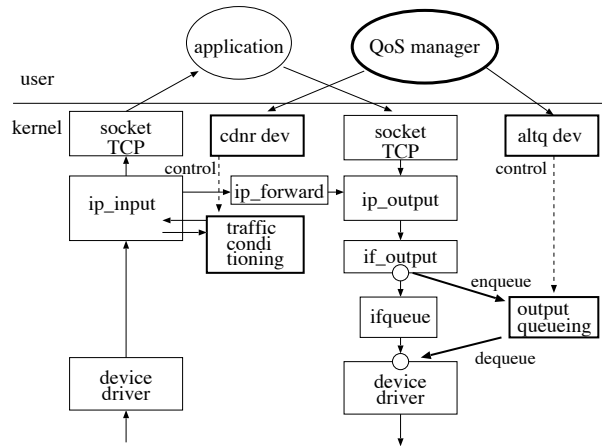 application
QoS manager
user
kernel
socket
TCP
cdnr dev
socket
TCP
altq dev
control
control
ip_input
ip_forward
ip_output
traffic
condi
tioning
if_output
enqueue
ifqueue
output
queueing
dequeue
device
driver
device
driver